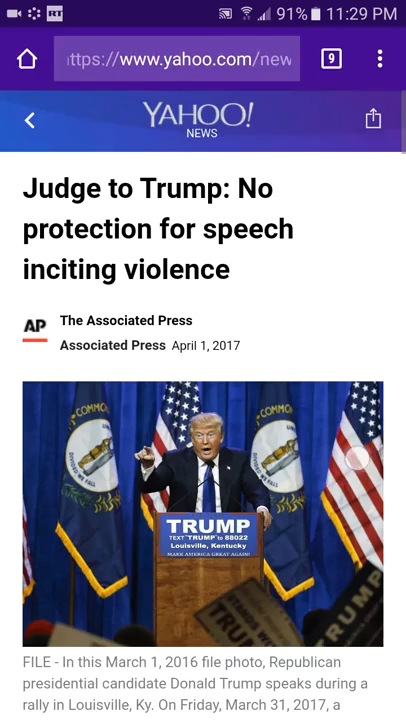 RT
91% 11:29 PM
ttps://www.yahoo.com/new
9
YAHOO!
NEWS
Judge to Trump: No
protection for speech
inciting violence
AP
The Associated Press
Associated Press April 1, 2017
TRUMP
TEXT "TRUMP" to 88022
Louisville, Kentucky
MAKE AMERICA GREAT AGAIN!
TRUMP
FILE - In this March 1, 2016 file photo, Republican
presidential candidate Donald Trump speaks during a
rally in Louisville, Ky. On Friday, March 31, 2017, a